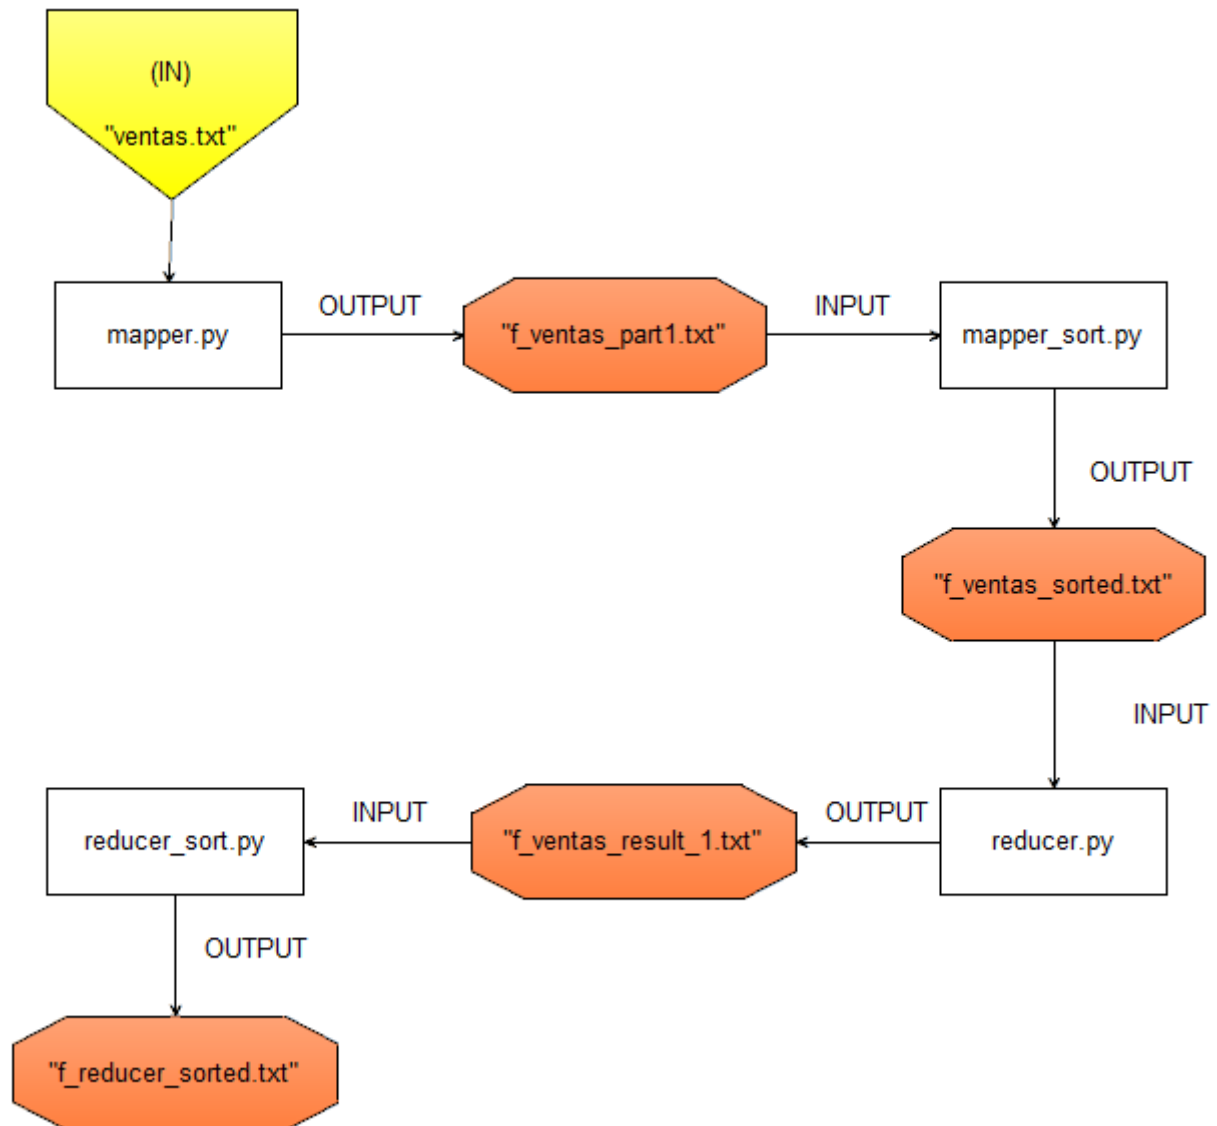 (IN)
"ventas.txt"
mapper.py
OUTPUT
"f_ventas_part1.txt"
INPUT
mapper_sort.py
OUTPUT
"f_ventas_sorted.txt"
INPUT
reducer.py
OUTPUT
"f_ventas_result_1.txt"
INPUT
reducer_sort.py
OUTPUT
"f_reducer_sorted.txt"